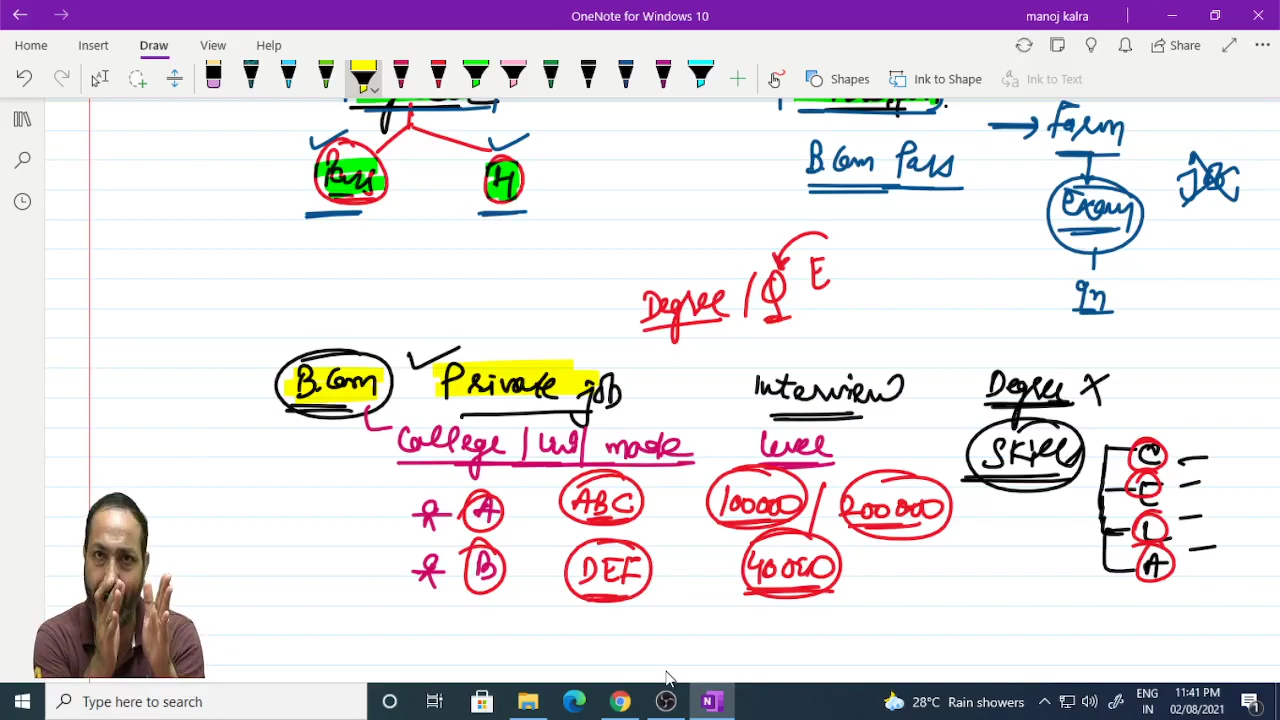 OneNote for Windows 10
manoj kalra
Home Insert Draw View Help
Share
Shapes Ink to Shape Ink to Text
Pass H
B.Com Pass
Form
Exam
Degree / Q E
B.Com Private job Interview Degree X
College / Uni / mode level Skill
A ABC 100000 / 200000
B DEF 40000
C
E
L
A
Type here to search
28°C Rain showers
ENG 11:41 PM
IN 02/08/2021
1